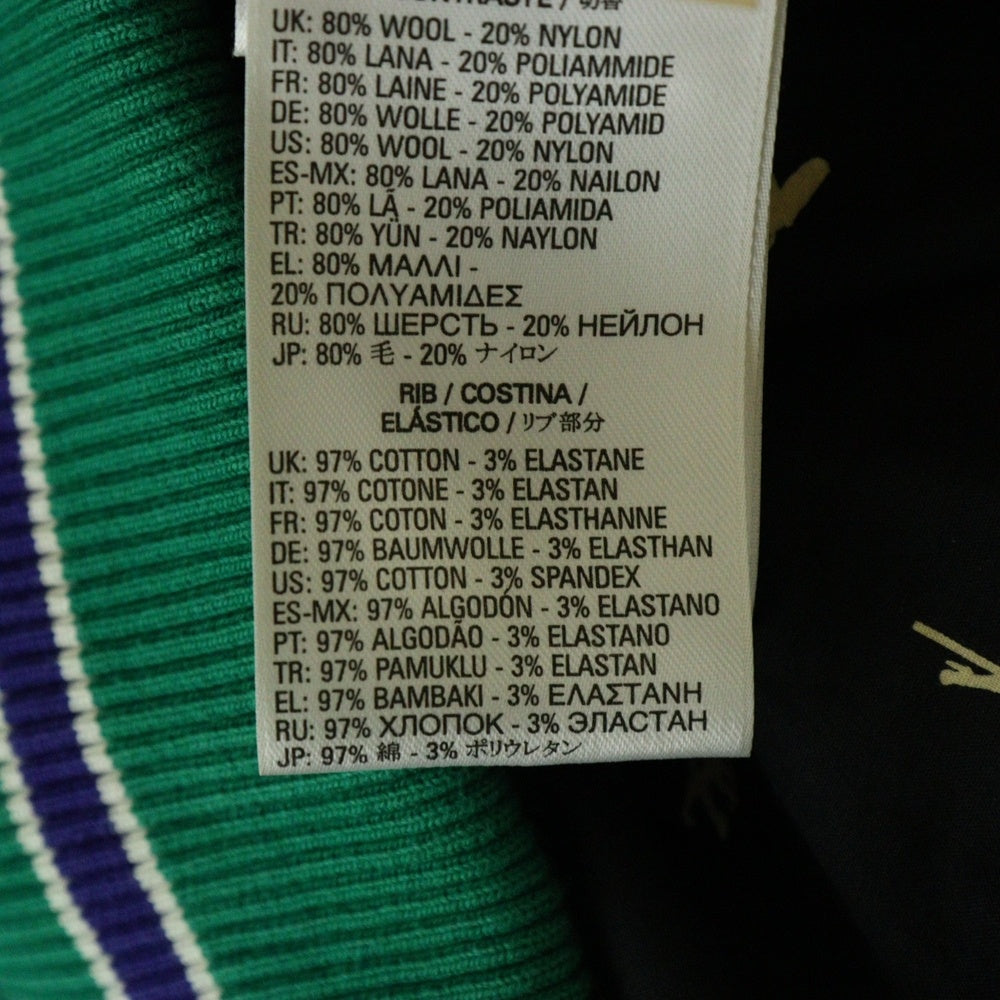 UK: 80% WOOL - 20% NYLON
IT: 80% LANA - 20% POLIAMMIDE
FR: 80% LAINE - 20% POLYAMIDE
DE: 80% WOLLE - 20% POLYAMID
US: 80% WOOL - 20% NYLON
ES-MX: 80% LANA - 20% NAILON
PT: 80% LÃ - 20% POLIAMIDA
TR: 80% YÜN - 20% NAYLON
EL: 80% ΜΑΛΛΙ -
20% ΠΟΛΥΑΜΙΔΕΣ
RU: 80% ШЕРСТЬ - 20% НЕЙЛОН
JP: 80% 毛 - 20% ナイロン
RIB / COSTINA /
ELÁSTICO / リブ部分
UK: 97% COTTON - 3% ELASTANE
IT: 97% COTONE - 3% ELASTAN
FR: 97% COTON - 3% ELASTHANNE
DE: 97% BAUMWOLLE - 3% ELASTHAN
US: 97% COTTON - 3% SPANDEX
ES-MX: 97% ALGODÓN - 3% ELASTANO
PT: 97% ALGODÃO - 3% ELASTANO
TR: 97% PAMUKLU - 3% ELASTAN
EL: 97% ΒΑΜΒΑΚΙ - 3% ΕΛΑΣΤΑΝΗ
RU: 97% ХЛОПОК - 3% ЭЛАСТАН
JP: 97% 綿 - 3% ポリウレタン